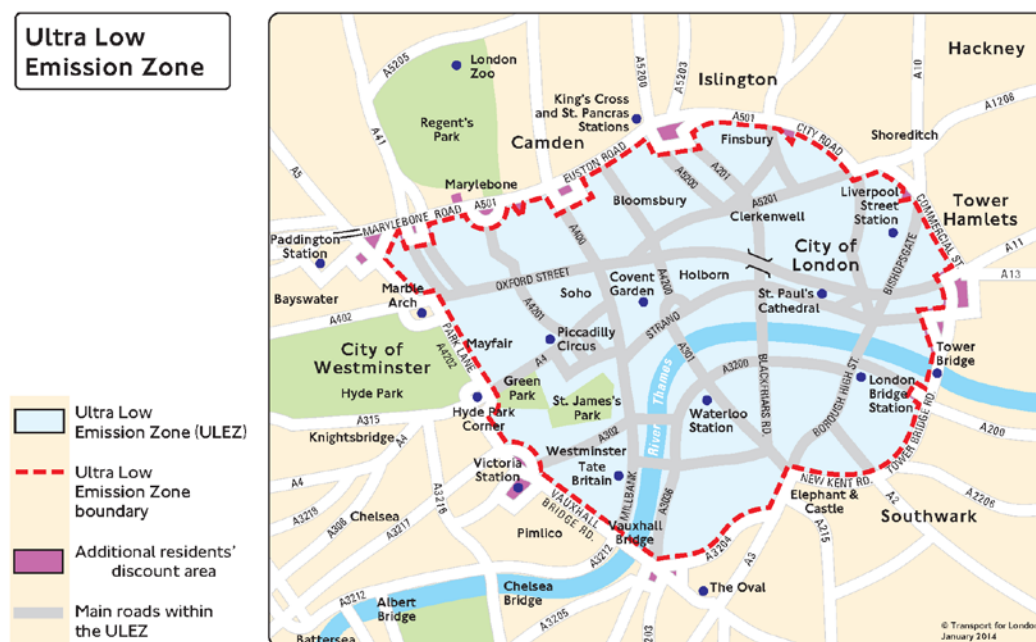 Ultra Low
Emission Zone
Ultra Low
Emission Zone (ULEZ)
Ultra Low
Emission Zone
boundary
Additional residents'
discount area
Main roads within
the ULEZ
Hackney
A5205
London
Zoo
A5200
A5203
Islington
A10
A1208
King's Cross
and St. Pancras
Stations
A501
CITY ROAD
Shoreditch
Regent's
Park
A41
Camden
EUSTON ROAD
Finsbury
A5
Marylebone
A501
MARYLEBONE ROAD
A5200
A201
Bloomsbury
A5201
Clerkenwell
Liverpool
Street
Station
COMMERCIAL ST.
Tower
Hamlets
Paddington
Station
A400
City of
London
BISHOPSGATE
A11
A13
OXFORD STREET
Covent
Garden
A4200
Holborn
Bayswater
Marble
Arch
Soho
St. Paul's
Cathedral
A402
A4201
STRAND
PARK LANE
A4202
Mayfair
Piccadilly
Circus
A4
City of
Westminster
Hyde Park
Green
Park
St. James's
Park
River Thames
A301
A3200
BLACKFRIARS RD.
BOROUGH HIGH ST.
Tower
Bridge
London
Bridge
Station
Hyde Park
Corner
A315
Knightsbridge
A4
Waterloo
Station
A302
Westminster
TOWER BRIDGE RD
A200
Victoria
Station
Tate
Britain
MILLBANK
NEW KENT RD.
Elephant &
Castle
A2
A2206
A4
A3218
A308
A3217
A3216
Chelsea
VAUXHALL
BRIDGE RD.
Vauxhall
Bridge
A3036
A3204
Southwark
Pimlico
A3212
A3
A215
The Oval
A3212
Albert
Bridge
Chelsea
Bridge
A3205
A203
Battersea
© Transport for London
January 2014